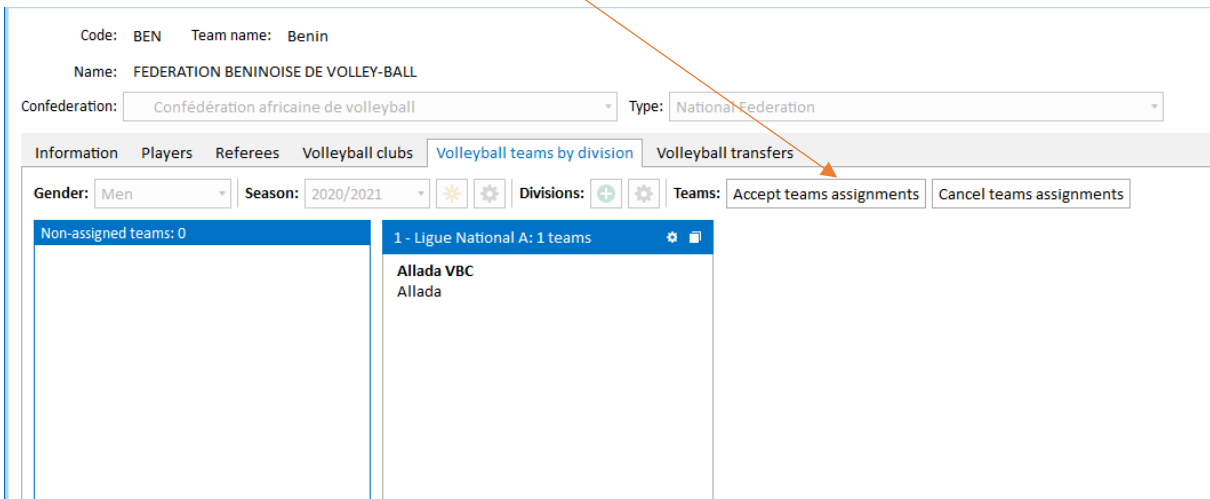 Code: BEN Team name: Benin
Name: FEDERATION BENINOISE DE VOLLEY-BALL
Confederation: Confédération africaine de volleyball Type: National Federation
Information Players Referees Volleyball clubs Volleyball teams by division Volleyball transfers
Gender: Men Season: 2020/2021 Divisions: Teams: Accept teams assignments Cancel teams assignments
Non-assigned teams: 0
1 - Ligue National A: 1 teams
Allada VBC
Allada